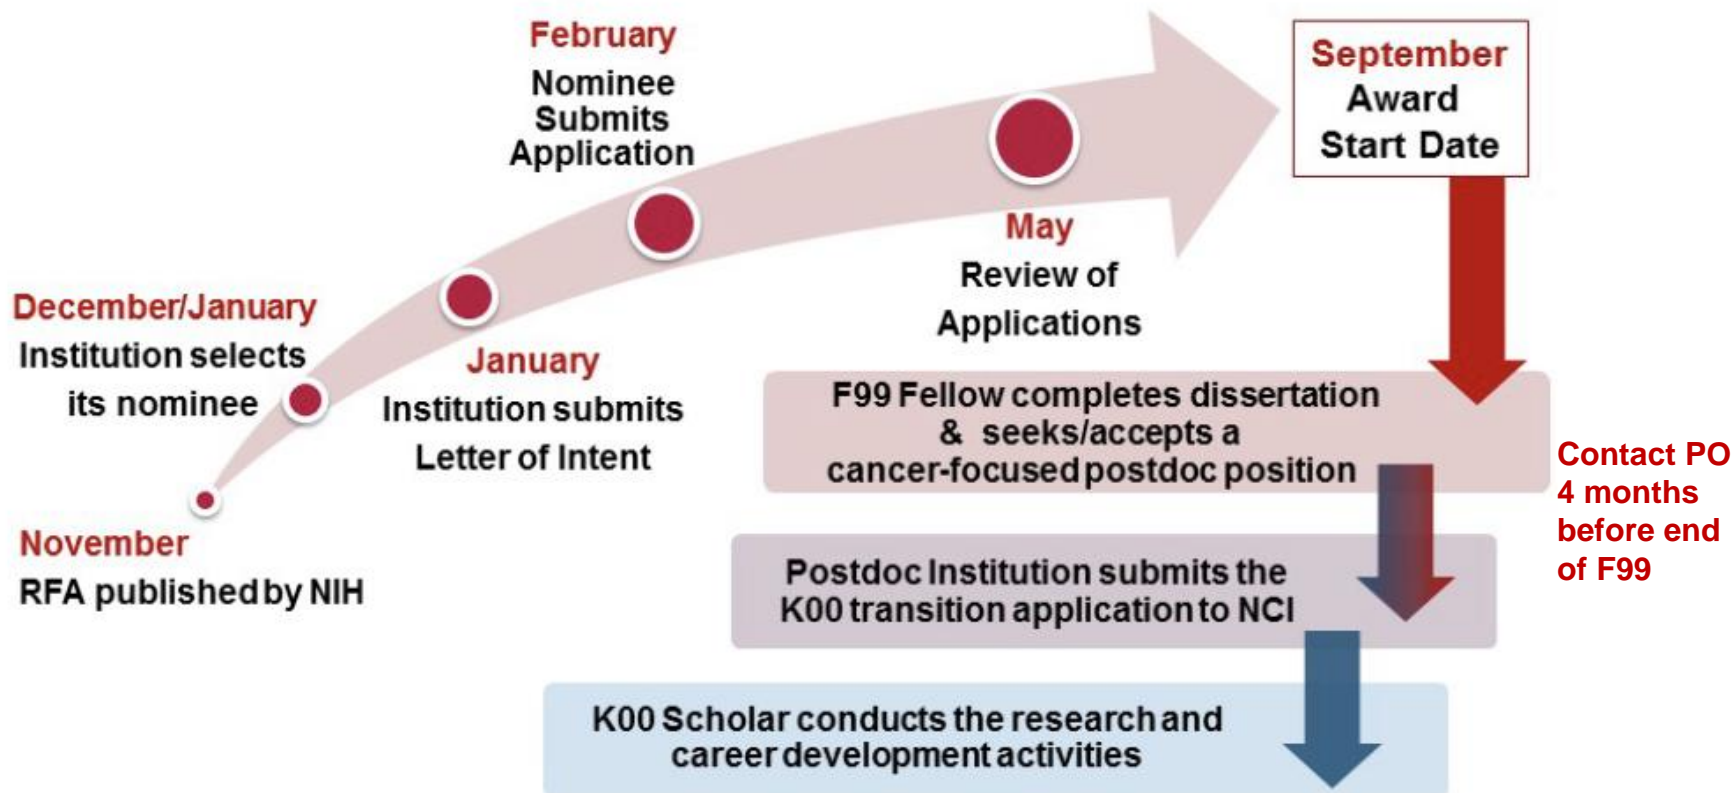 November
RFA published by NIH
December/January
Institution selects
its nominee
January
Institution submits
Letter of Intent
February
Nominee
Submits
Application
May
Review of
Applications
September
Award
Start Date
F99 Fellow completes dissertation
& seeks/accepts a
cancer-focused postdoc position
Contact PO
4 months
before end
of F99
Postdoc Institution submits the
K00 transition application to NCI
K00 Scholar conducts the research and
career development activities